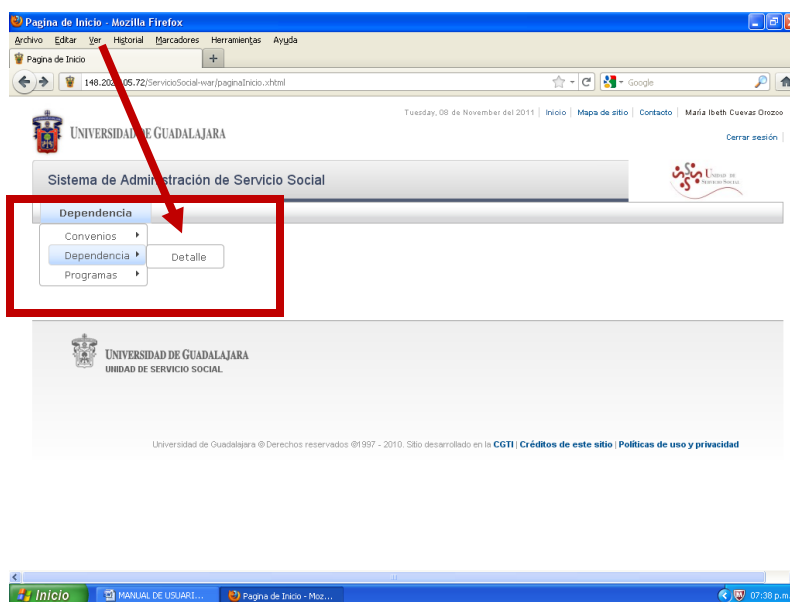 Pagina de Inicio - Mozilla Firefox
Archivo Editar Ver Historial Marcadores Herramientas Ayuda
Pagina de Inicio
/ServicioSocial-war/paginaInicio.xhtml
Google
Tuesday, 08 de November del 2011 | Inicio | Mapa de sitio | Contacto | María Ibeth Cuevas Orozco
UNIVERSIDAD DE GUADALAJARA
Cerrar sesión |
Sistema de Administración de Servicio Social
UNIDAD DE
SERVICIO SOCIAL
Dependencia
Convenios
Dependencia
Detalle
Programas
UNIVERSIDAD DE GUADALAJARA
UNIDAD DE SERVICIO SOCIAL
Universidad de Guadalajara © Derechos reservados ©1997 - 2010. Sitio desarrollado en la CGTI | Créditos de este sitio | Políticas de uso y privacidad
Inicio
MANUAL DE USUARI...
Pagina de Inicio - Moz...
07:38 p.m.